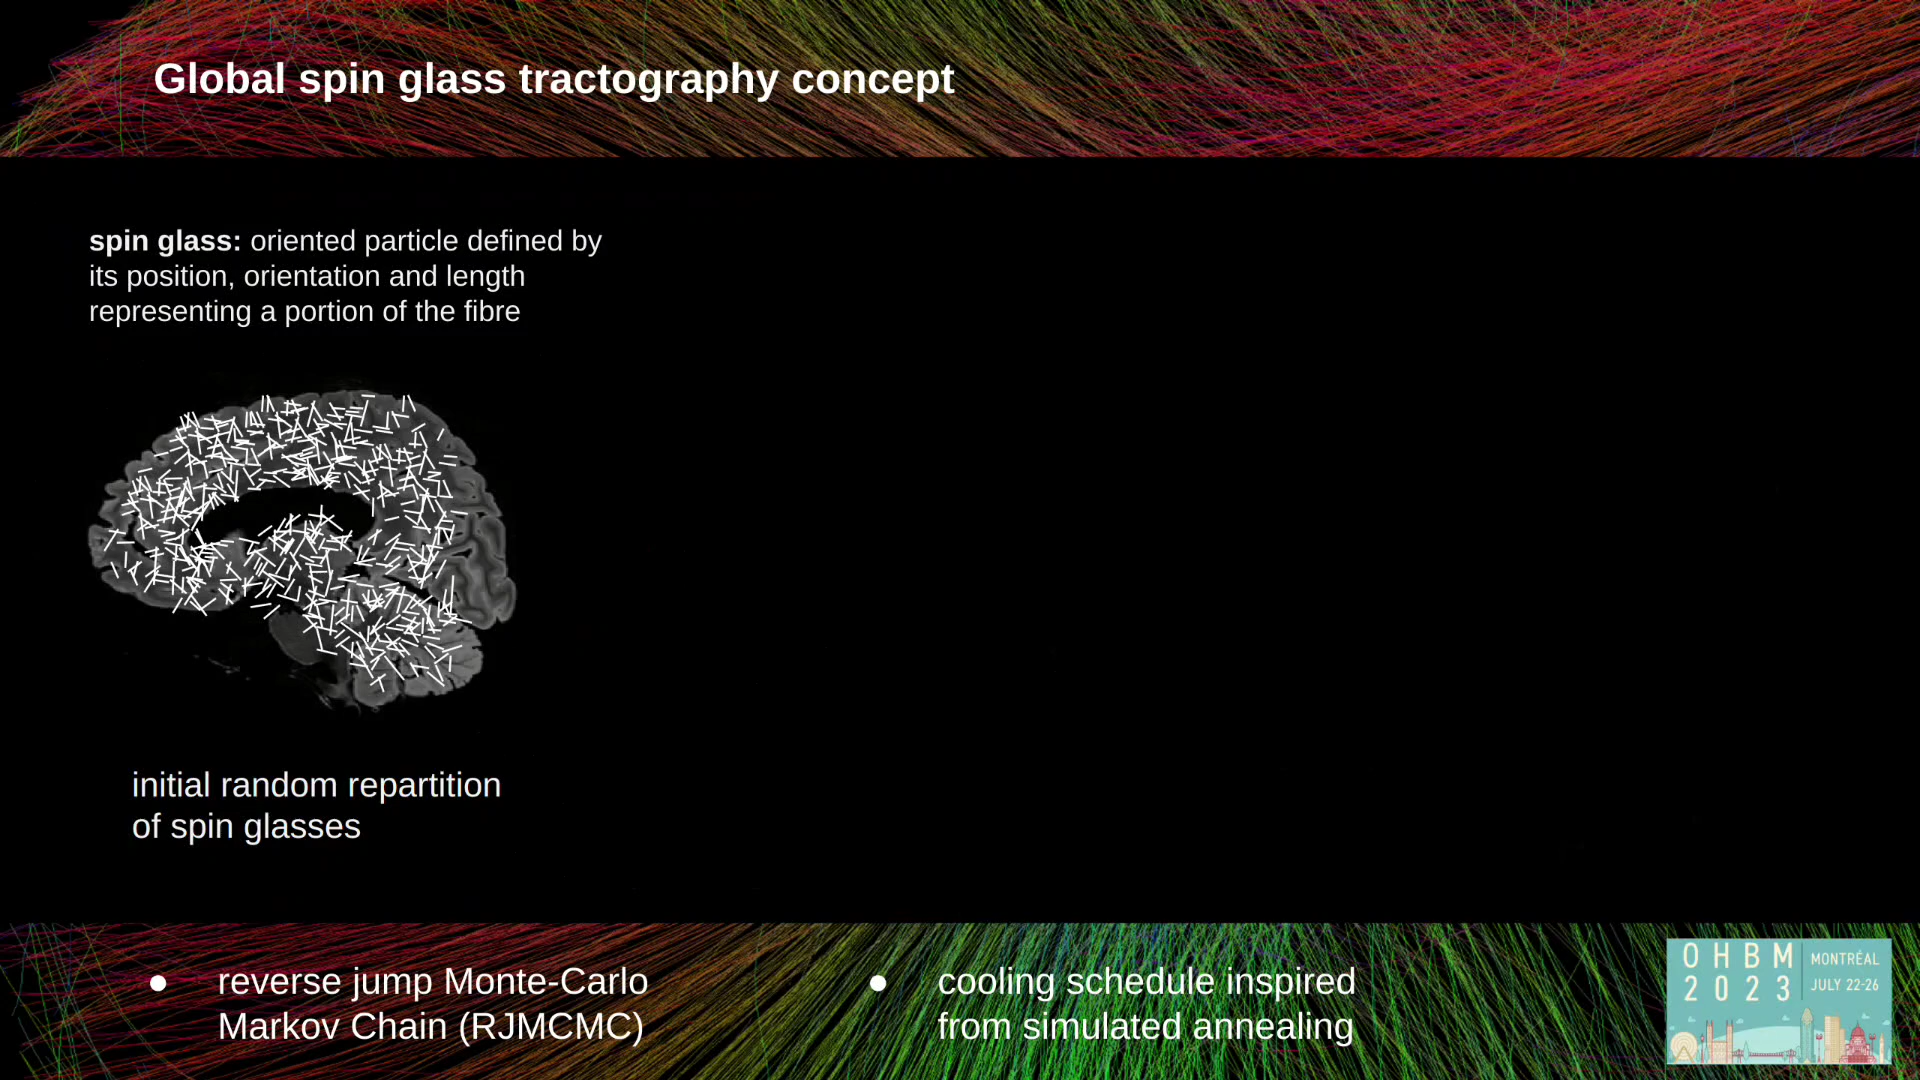 Global spin glass tractography concept
spin glass: oriented particle defined by
its position, orientation and length
representing a portion of the fibre
initial random repartition
of spin glasses
● reverse jump Monte-Carlo
Markov Chain (RJMCMC)
● cooling schedule inspired
from simulated annealing
OHBM
2023
MONTRÉAL
JULY 22-26